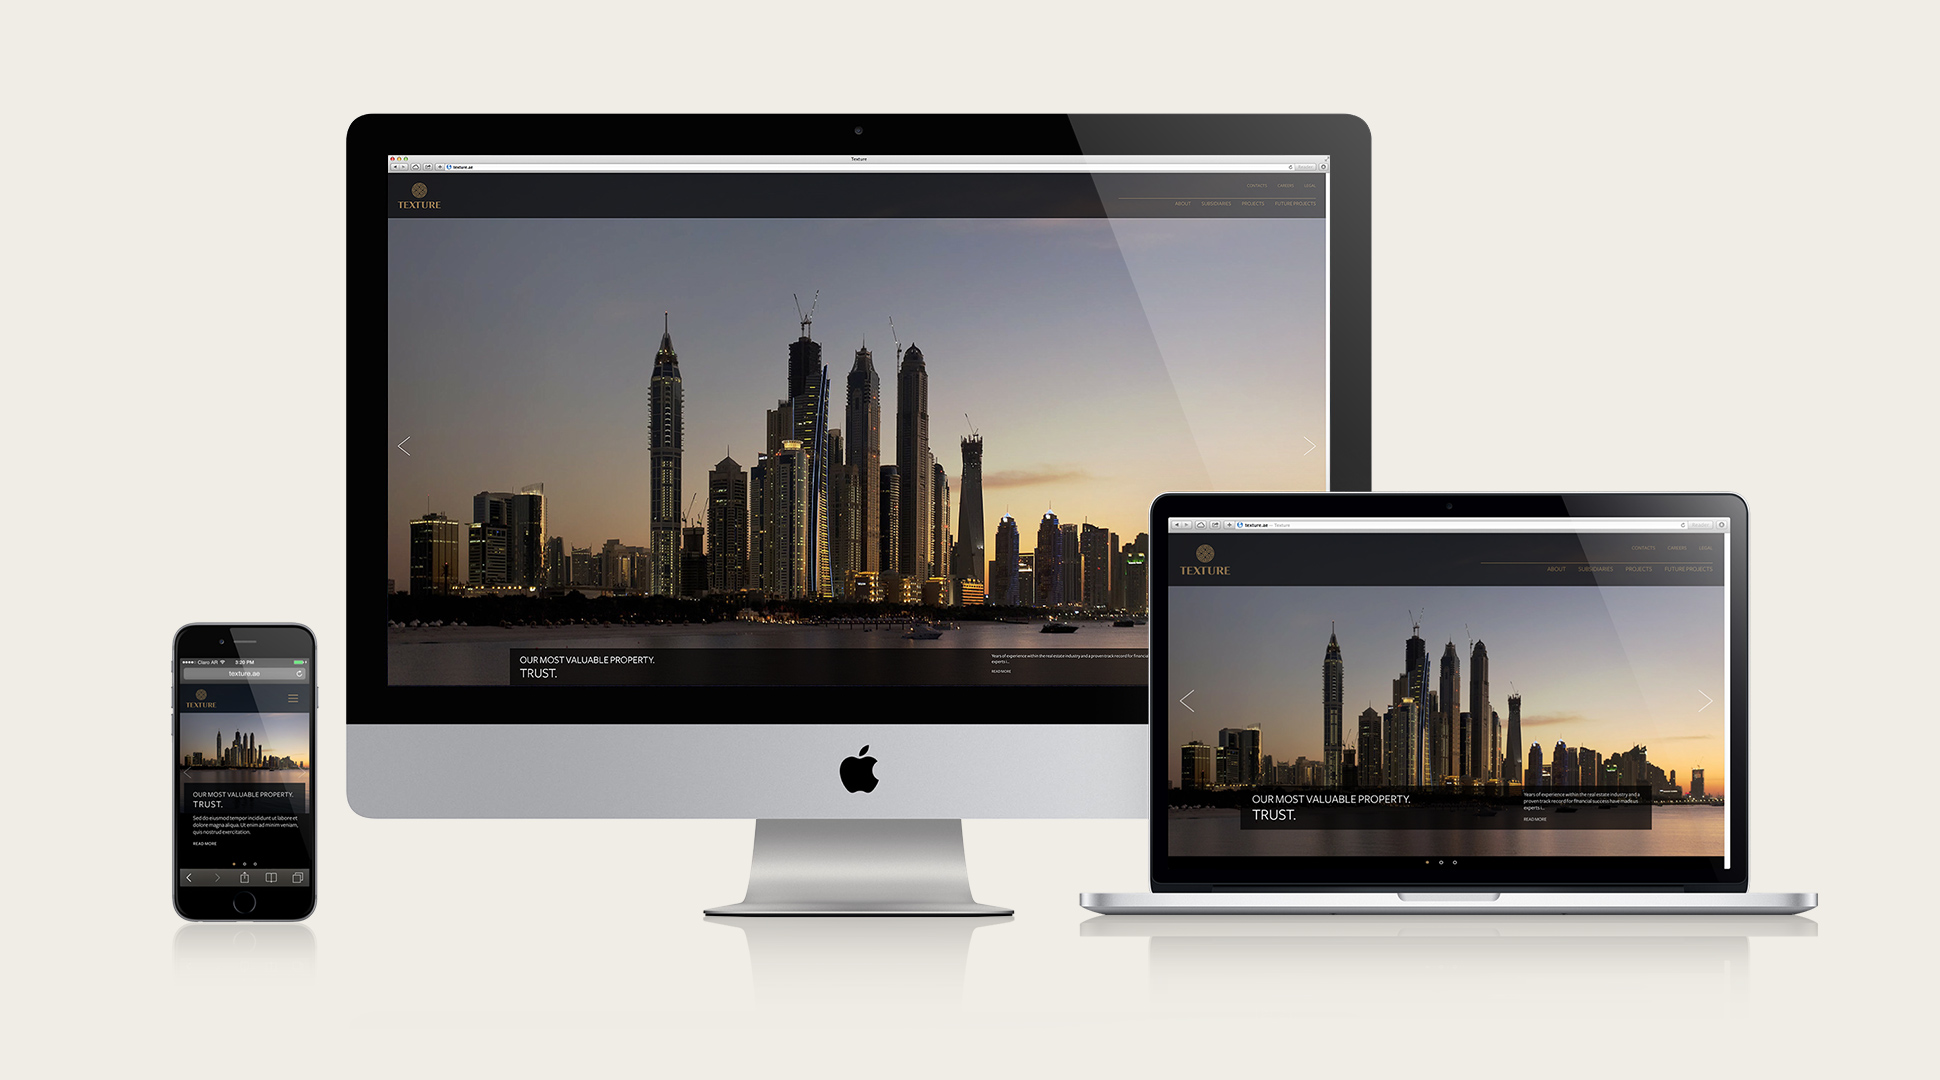 Texture
texture.ae
Reader
TEXTURE
CONTACTS CAREERS LEGAL
ABOUT SUBSIDIARIES PROJECTS FUTURE PROJECTS
OUR MOST VALUABLE PROPERTY.
TRUST.
Years of experience within the real estate industry and a proven track record for financial
experts i...
READ MORE
texture.ae — Texture
Reader
TEXTURE
CONTACTS CAREERS LEGAL
ABOUT SUBSIDIARIES PROJECTS FUTURE PROJECTS
OUR MOST VALUABLE PROPERTY.
TRUST.
Years of experience within the real estate industry and a
proven track record for financial success have made us
experts i...
READ MORE
Claro AR 3:20 PM
texture.ae
TEXTURE
OUR MOST VALUABLE PROPERTY.
TRUST.
Sed do eiusmod tempor incididunt ut labore et
dolore magna aliqua. Ut enim ad minim veniam,
quis nostrud exercitation.
READ MORE